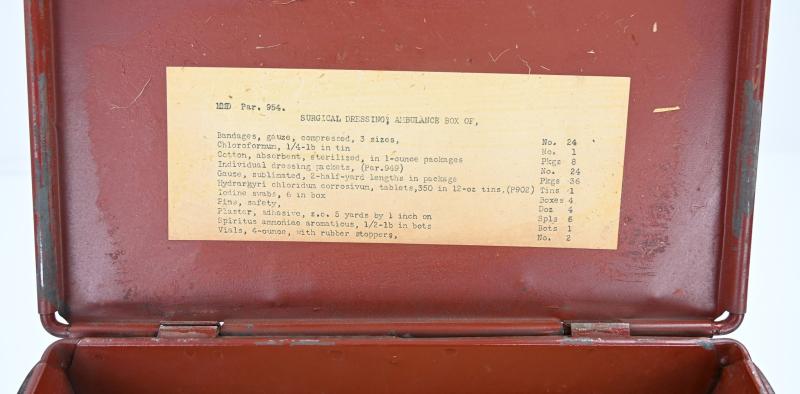 MMD Par. 954.
SURGICAL DRESSING; AMBULANCE BOX OF,
Bandages, gauze, compressed, 3 sizes, No. 24
Chloroformum, 1/4-lb in tin No. 1
Cotton, absorbent, sterilized, in 1-ounce packages Pkgs 8
Individual dressing packets, (Par.949) No. 24
Gauze, sublimated, 2-half-yard lengths in package Pkgs 36
Hydrargyri chloridum corrosivum, tablets,350 in 12-oz tins,(P902) Tins 1
Iodine swabs, 6 in box Boxes 4
Pins, safety, Doz 4
Plaster, adhesive, z.o. 5 yards by 1 inch on Spls 6
Spiritus ammoniae aromaticus, 1/2-lb in bots Bots 1
Vials, 4-ounce, with rubber stoppers, No. 2